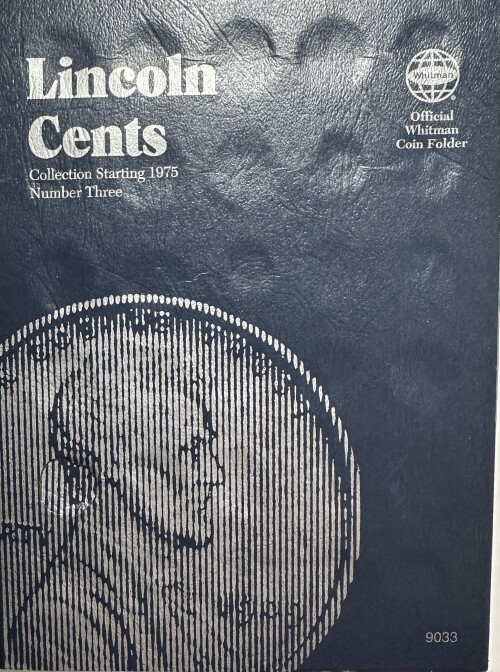 Lincoln
Cents
Collection Starting 1975
Number Three
Whitman
®
Official
Whitman
Coin Folder
9033